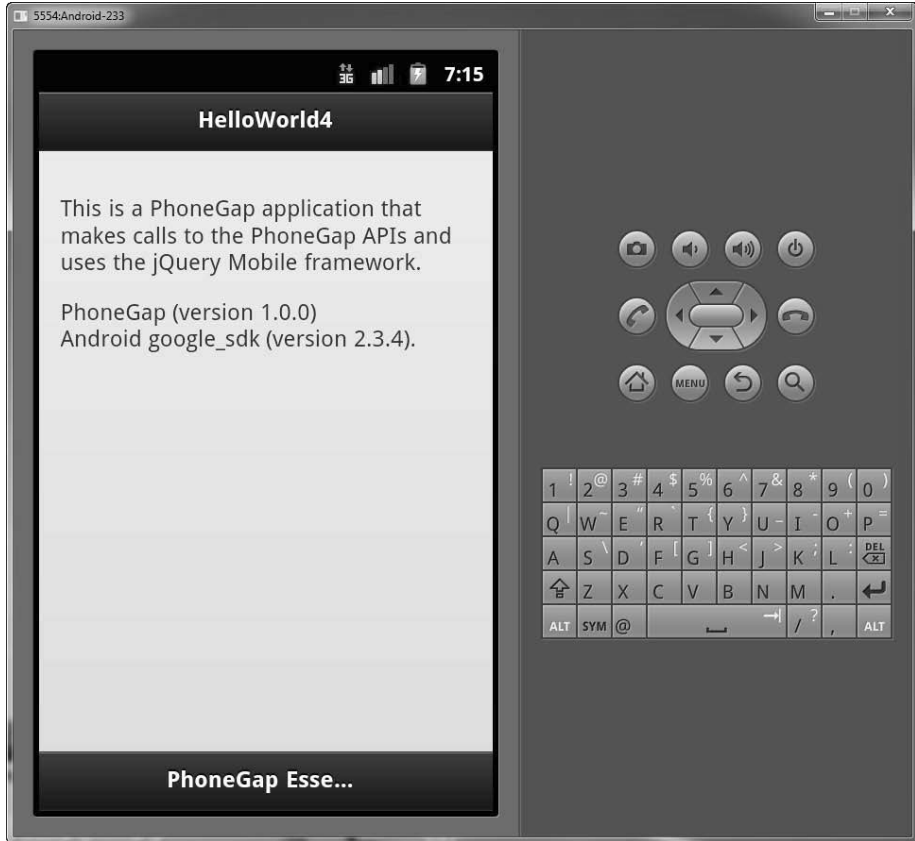 5554:Android-233
3G 7:15
HelloWorld4
This is a PhoneGap application that
makes calls to the PhoneGap APIs and
uses the jQuery Mobile framework.
PhoneGap (version 1.0.0)
Android google_sdk (version 2.3.4).
PhoneGap Esse...
MENU
1 ! 2 @ 3 # 4 $ 5 % 6 ^ 7 & 8 * 9 ( 0 )
Q | W ~ E " R ` T { Y } U _ I - O + P =
A S \ D ' F [ G ] H < J > K ; L : DEL
Z X C V B N M .
ALT SYM @ / ? , ALT